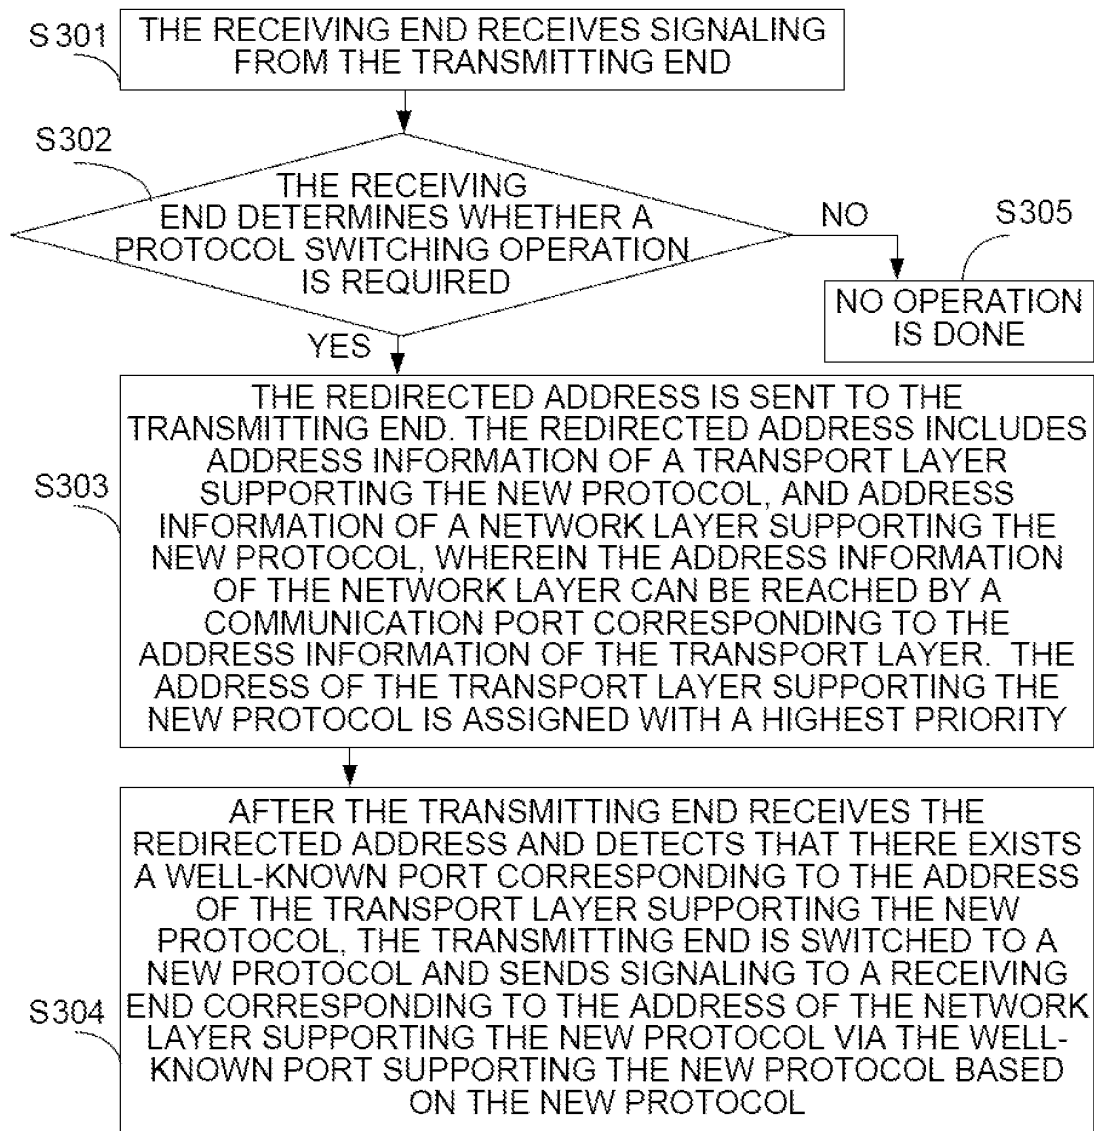 S301
THE RECEIVING END RECEIVES SIGNALING
FROM THE TRANSMITTING END
S302
THE RECEIVING
END DETERMINES WHETHER A
PROTOCOL SWITCHING OPERATION
IS REQUIRED
NO
S305
NO OPERATION
IS DONE
YES
S303
THE REDIRECTED ADDRESS IS SENT TO THE
TRANSMITTING END. THE REDIRECTED ADDRESS INCLUDES
ADDRESS INFORMATION OF A TRANSPORT LAYER
SUPPORTING THE NEW PROTOCOL, AND ADDRESS
INFORMATION OF A NETWORK LAYER SUPPORTING THE
NEW PROTOCOL, WHEREIN THE ADDRESS INFORMATION
OF THE NETWORK LAYER CAN BE REACHED BY A
COMMUNICATION PORT CORRESPONDING TO THE
ADDRESS INFORMATION OF THE TRANSPORT LAYER. THE
ADDRESS OF THE TRANSPORT LAYER SUPPORTING THE
NEW PROTOCOL IS ASSIGNED WITH A HIGHEST PRIORITY
S304
AFTER THE TRANSMITTING END RECEIVES THE
REDIRECTED ADDRESS AND DETECTS THAT THERE EXISTS
A WELL-KNOWN PORT CORRESPONDING TO THE ADDRESS
OF THE TRANSPORT LAYER SUPPORTING THE NEW
PROTOCOL, THE TRANSMITTING END IS SWITCHED TO A
NEW PROTOCOL AND SENDS SIGNALING TO A RECEIVING
END CORRESPONDING TO THE ADDRESS OF THE NETWORK
LAYER SUPPORTING THE NEW PROTOCOL VIA THE WELL-
KNOWN PORT SUPPORTING THE NEW PROTOCOL BASED
ON THE NEW PROTOCOL